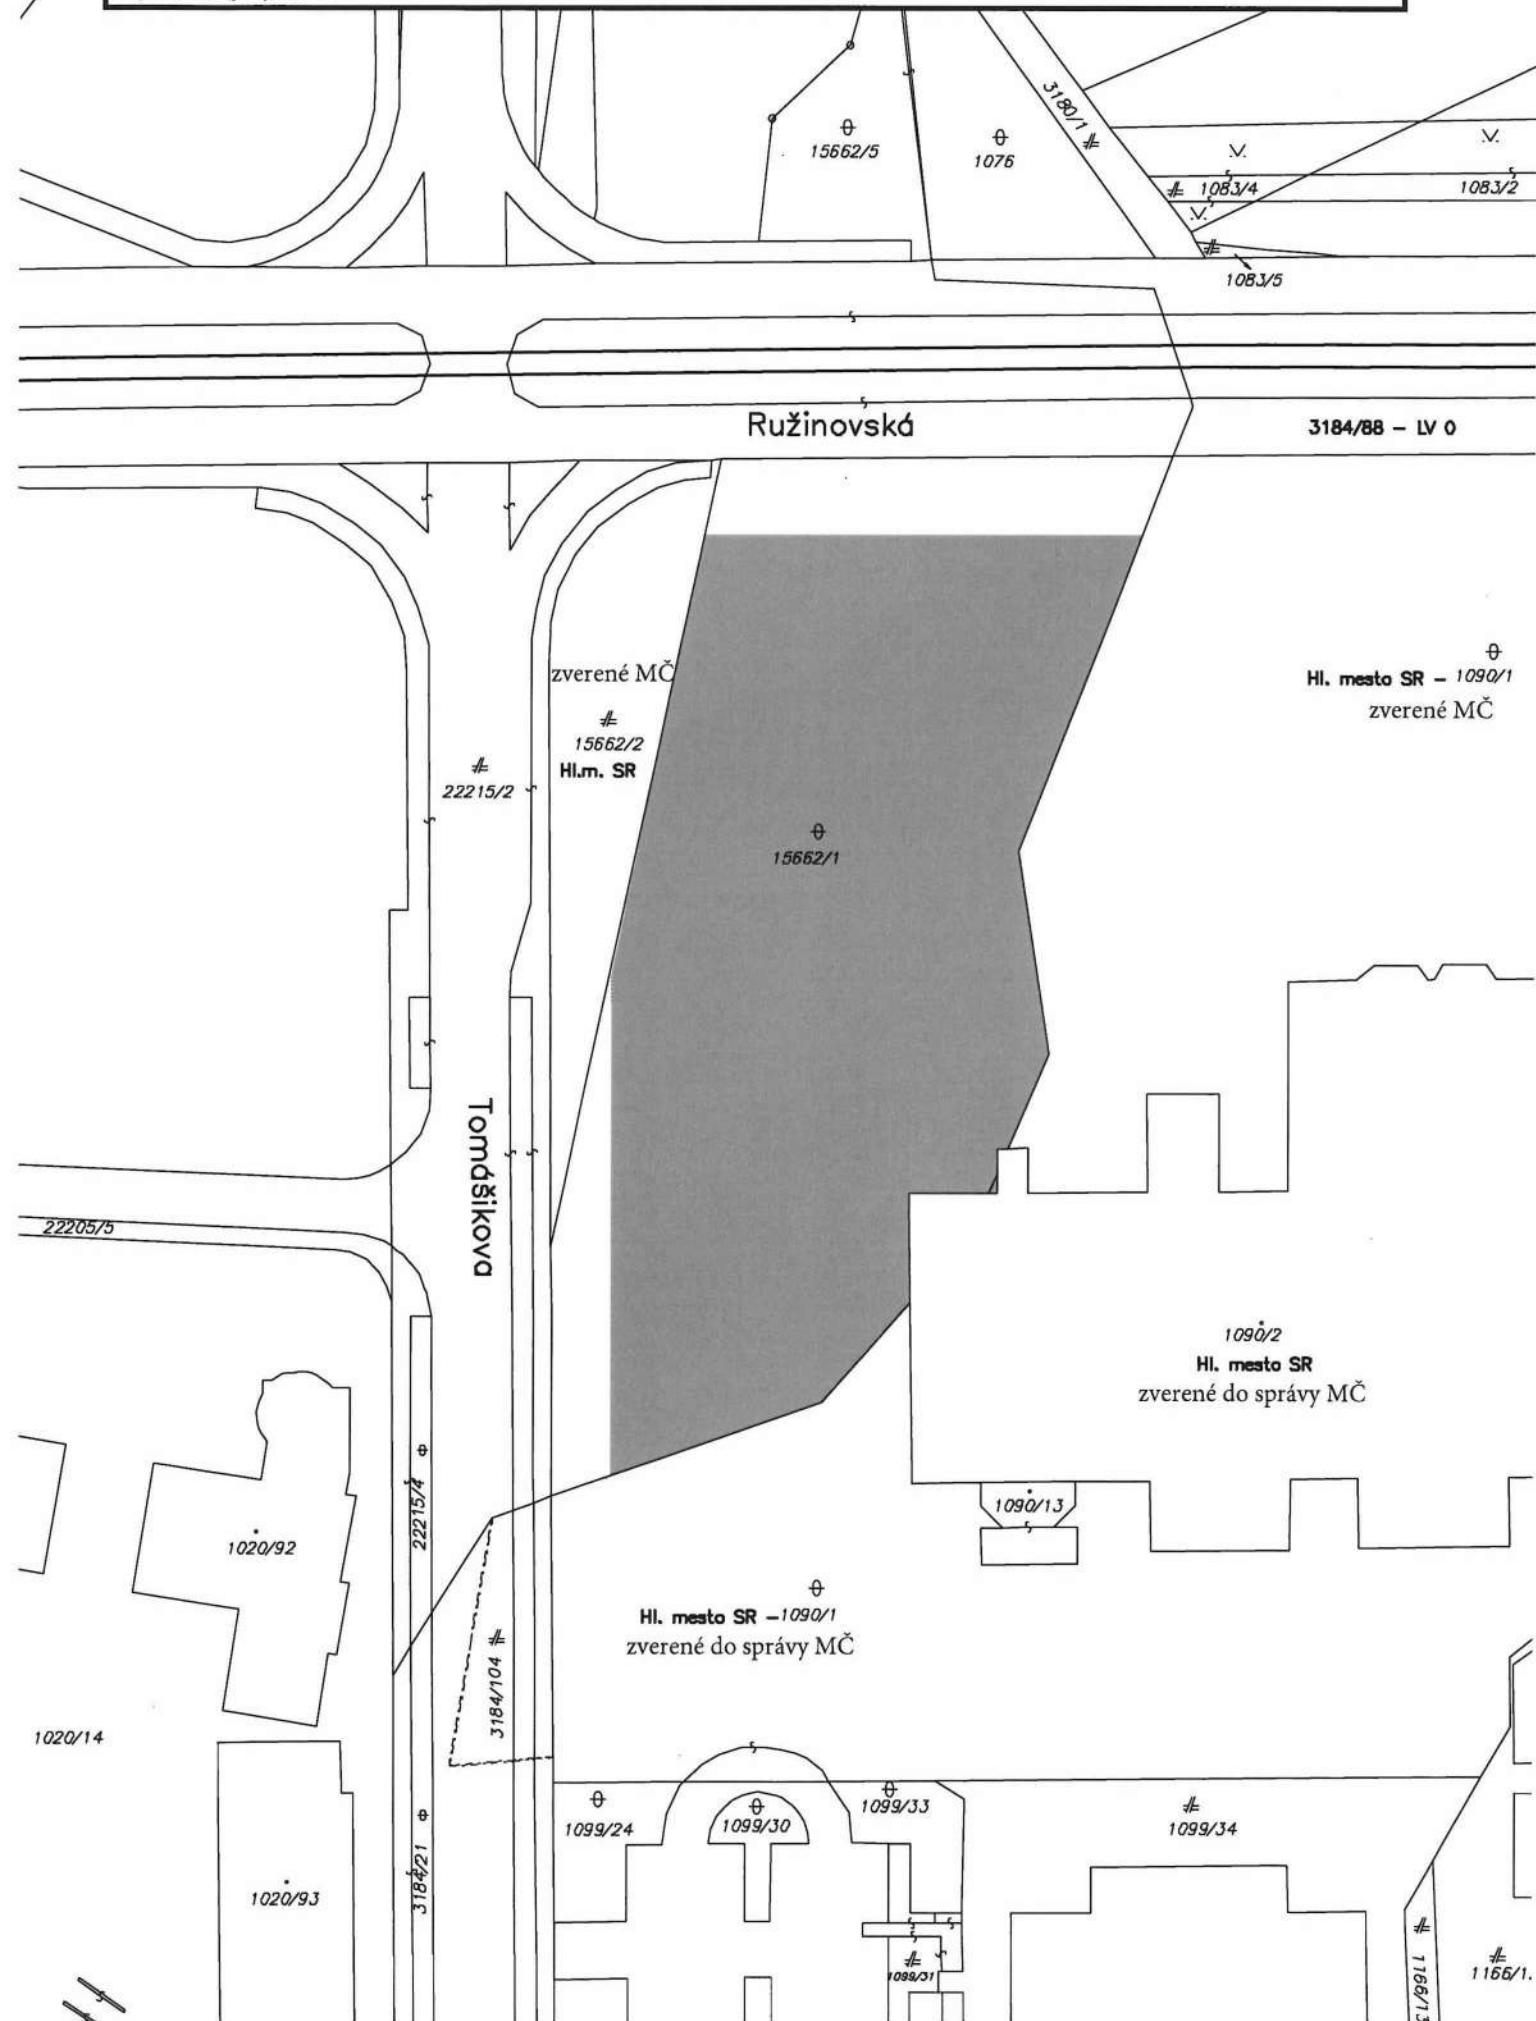 3180/1
15662/5
1076
1083/4
1083/2
1083/5
Ružinovská
3184/88 – LV 0
zverené MČ
15662/2
Hl.m. SR
22215/2
Hl. mesto SR – 1090/1
zverené MČ
15662/1
Tomášikova
22205/5
1090/2
Hl. mesto SR
zverené do správy MČ
22215/4
1090/13
1020/92
Hl. mesto SR –1090/1
zverené do správy MČ
3184/104
1020/14
1099/24
1099/30
1099/33
1099/34
3184/21
1020/93
1099/31
1166/13
1166/1.